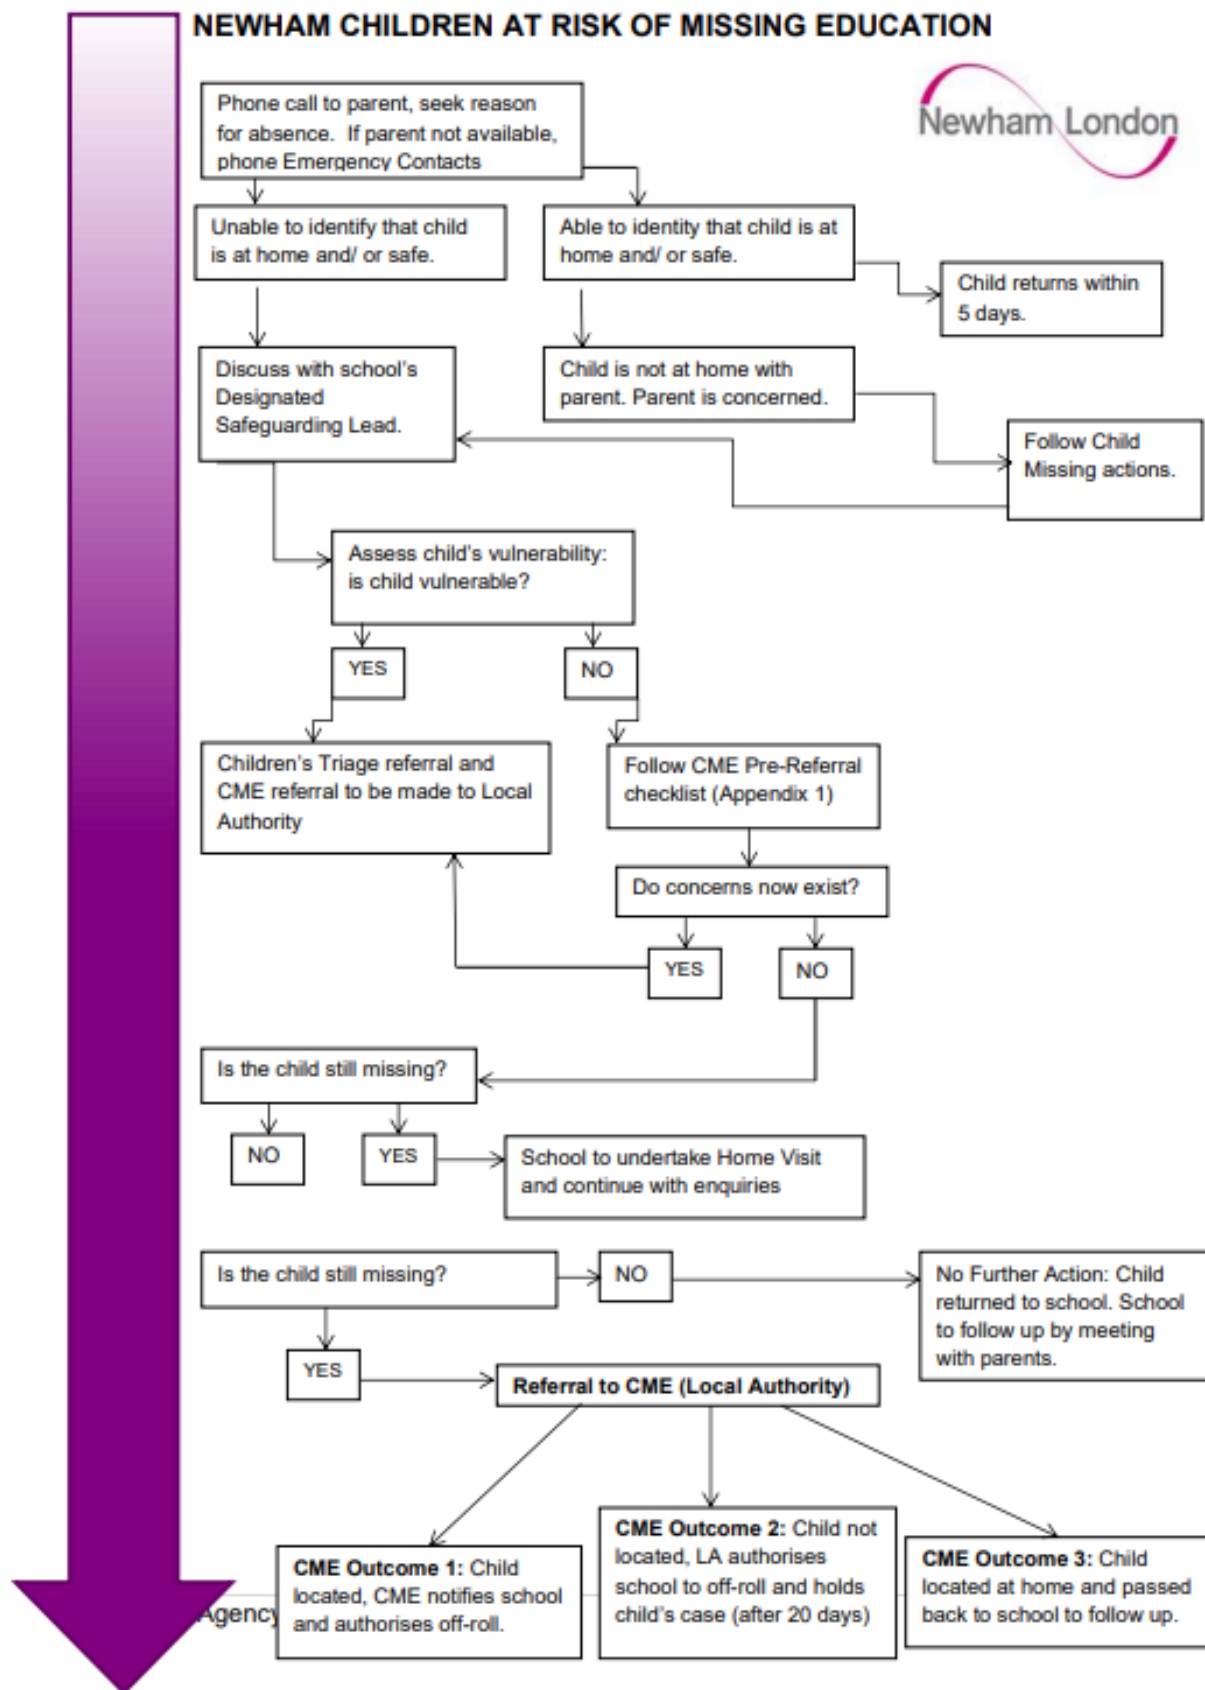 NEWHAM CHILDREN AT RISK OF MISSING EDUCATION
Newham London
Phone call to parent, seek reason
for absence. If parent not available,
phone Emergency Contacts
Unable to identify that child
is at home and/ or safe.
Able to identity that child is at
home and/ or safe.
Child returns within
5 days.
Discuss with school's
Designated
Safeguarding Lead.
Child is not at home with
parent. Parent is concerned.
Follow Child
Missing actions.
Assess child's vulnerability:
is child vulnerable?
YES
NO
Children's Triage referral and
CME referral to be made to Local
Authority
Follow CME Pre-Referral
checklist (Appendix 1)
Do concerns now exist?
YES
NO
Is the child still missing?
NO
YES
School to undertake Home Visit
and continue with enquiries
Is the child still missing?
NO
No Further Action: Child
returned to school. School
to follow up by meeting
with parents.
YES
Referral to CME (Local Authority)
CME Outcome 1: Child
located, CME notifies school
and authorises off-roll.
CME Outcome 2: Child not
located, LA authorises
school to off-roll and holds
child's case (after 20 days)
CME Outcome 3: Child
located at home and passed
back to school to follow up.
Agency